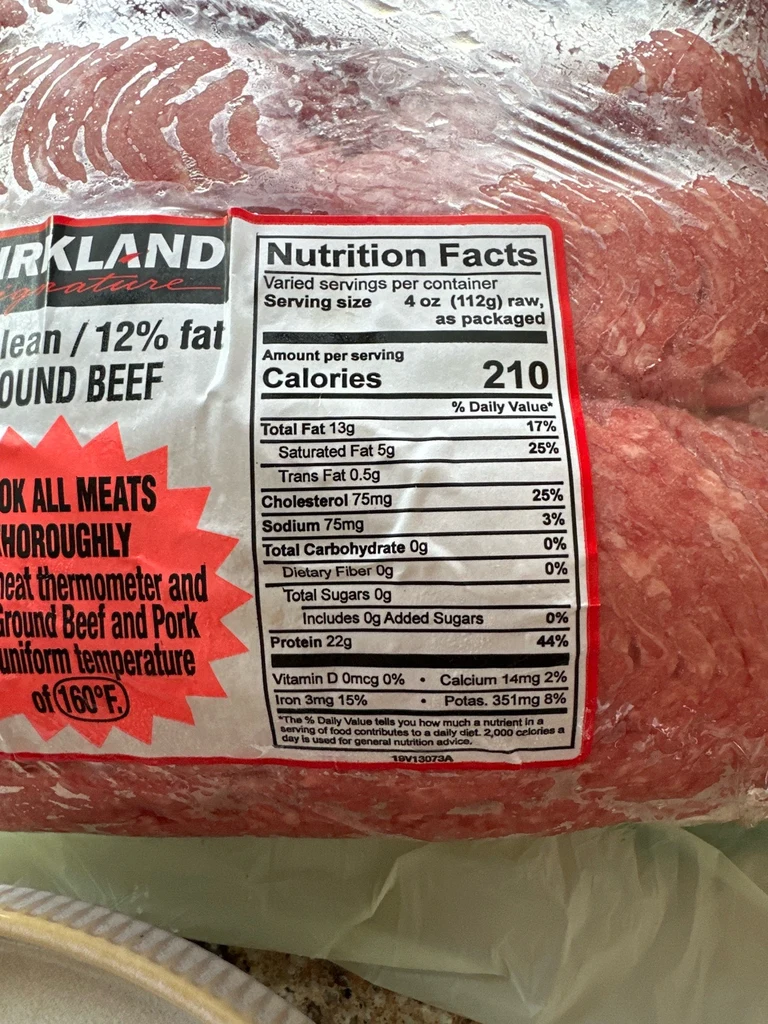 IRKLAND
ignature
lean / 12% fat
OUND BEEF
OK ALL MEATS
HOROUGHLY
neat thermometer and
Ground Beef and Pork
uniform temperature
of 160°F.
Nutrition Facts
Varied servings per container
Serving size 4 oz (112g) raw,
as packaged
Amount per serving
Calories 210
% Daily Value*
Total Fat 13g 17%
Saturated Fat 5g 25%
Trans Fat 0.5g
Cholesterol 75mg 25%
Sodium 75mg 3%
Total Carbohydrate 0g 0%
Dietary Fiber 0g 0%
Total Sugars 0g
Includes 0g Added Sugars 0%
Protein 22g 44%
Vitamin D 0mcg 0% • Calcium 14mg 2%
Iron 3mg 15% • Potas. 351mg 8%
*The % Daily Value tells you how much a nutrient in a
serving of food contributes to a daily diet. 2,000 calories a
day is used for general nutrition advice.
19V13073A